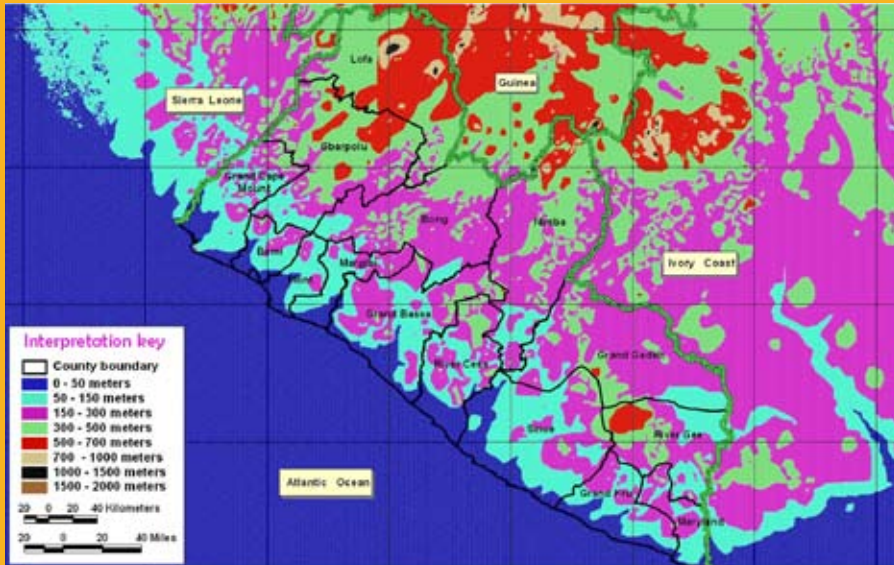 Lofa
Guinea
Sierra Leone
Gbarpolu
Grand Cape
Mount
Bong
Nimba
Bomi
Ivory Coast
Grand Bassa
Grand Gedeh
River Cess
Sinoe
River Gee
Atlantic Ocean
Grand Kru
Maryland
Interpretation key
County boundary
0 - 50 meters
50 - 150 meters
150 - 300 meters
300 - 500 meters
500 - 700 meters
700 - 1000 meters
1000 - 1500 meters
1500 - 2000 meters
20 0 20 40 Kilometers
20 0 20 40 Miles